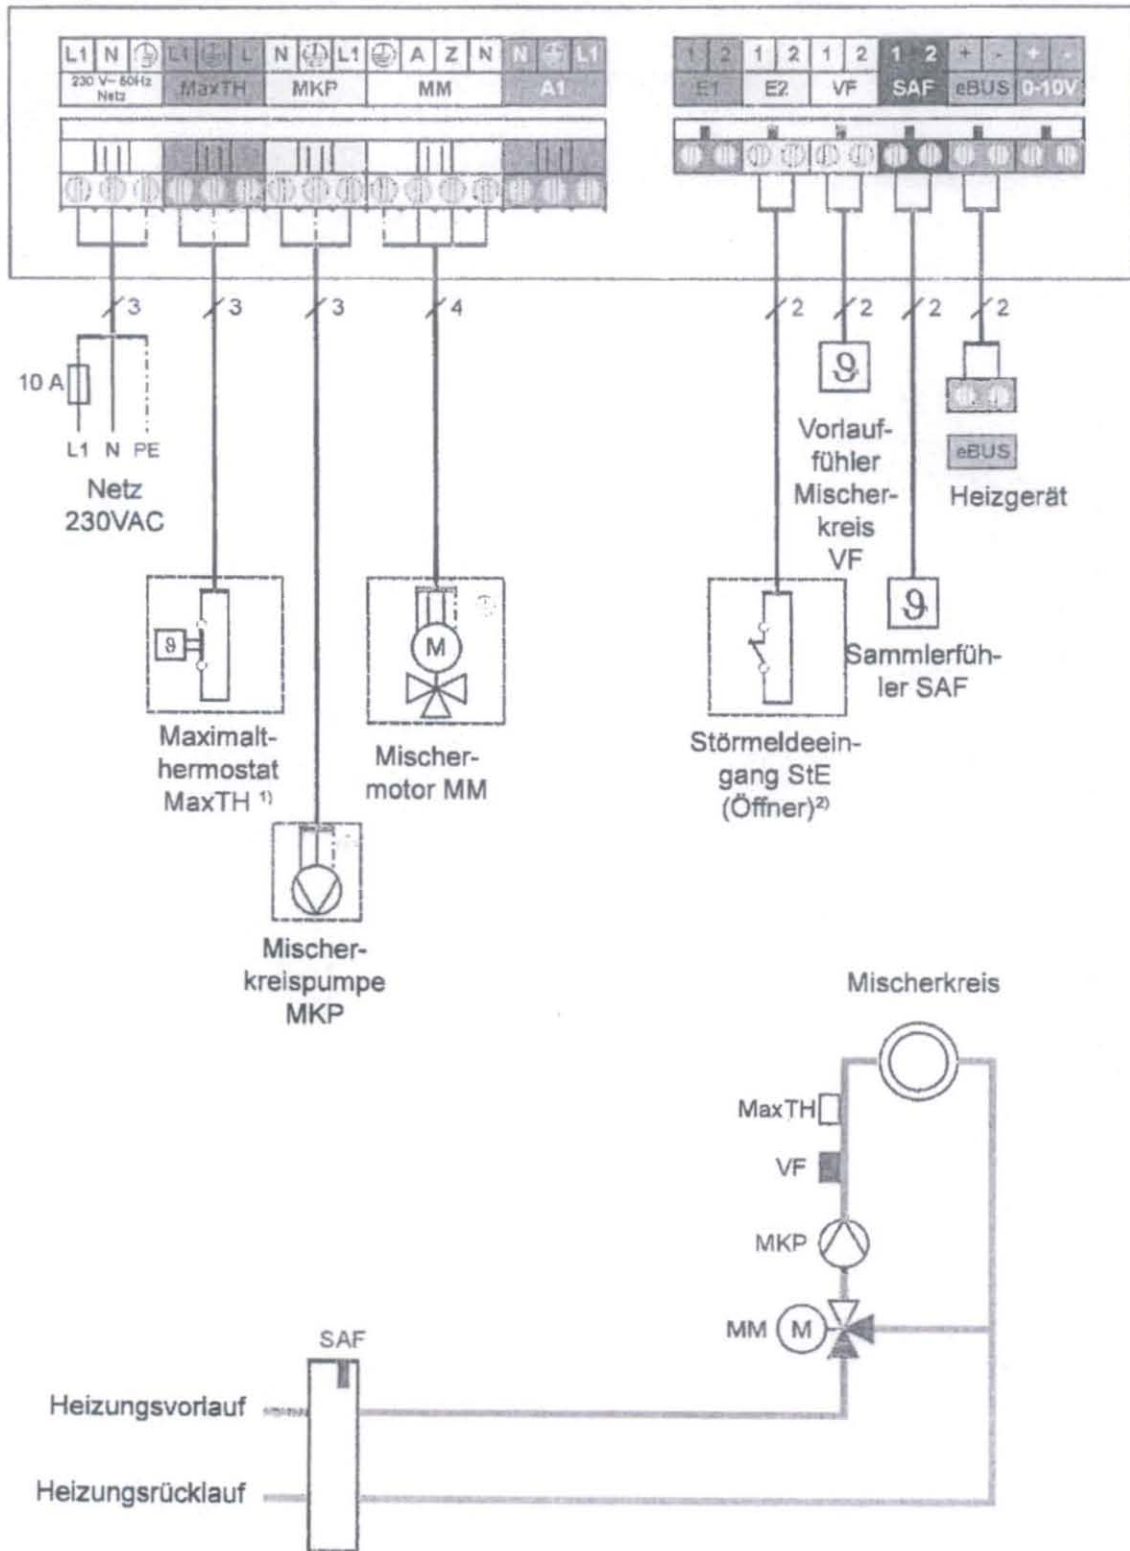 L1 N L1 L N L1 A Z N N L1
230 V~ 50Hz Netz MaxTH MKP MM A1
1 2 1 2 1 2 1 2 + - + -
E1 E2 VF SAF eBUS 0-10V
3 3 3 4 2 2 2 2
10 A
L1 N PE
Netz
230VAC
ϑ
Vorlauf-
fühler
Mischer-
kreis
VF
eBUS
Heizgerät
ϑ
Maximalt-
hermostat
MaxTH 1)
M
Mischer-
motor MM
Störmeldeein-
gang StE
(Öffner)2)
ϑ
Sammlerfüh-
ler SAF
Mischer-
kreispumpe
MKP
Mischerkreis
MaxTH
VF
MKP
MM M
SAF
Heizungsvorlauf
Heizungsrücklauf